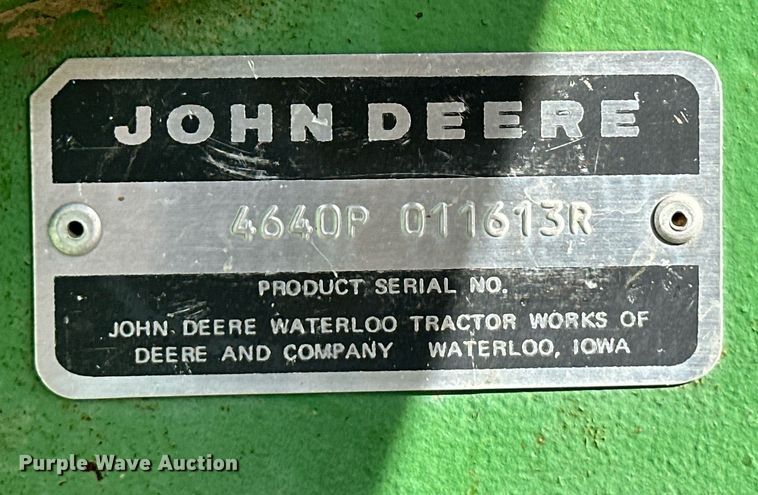 JOHN DEERE
4640P 011613R
PRODUCT SERIAL NO.
JOHN DEERE WATERLOO TRACTOR WORKS OF
DEERE AND COMPANY WATERLOO, IOWA
Purple Wave Auction